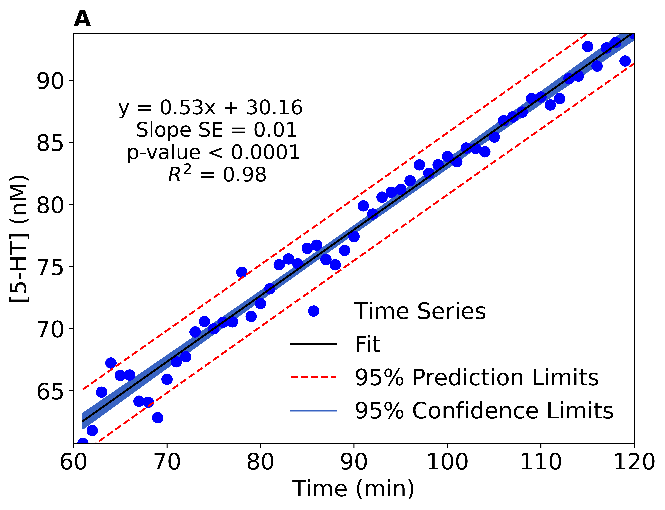 A
y = 0.53x + 30.16
Slope SE = 0.01
p-value < 0.0001
R² = 0.98
[5-HT] (nM)
90
85
80
75
70
65
Time Series
Fit
95% Prediction Limits
95% Confidence Limits
60 70 80 90 100 110 120
Time (min)